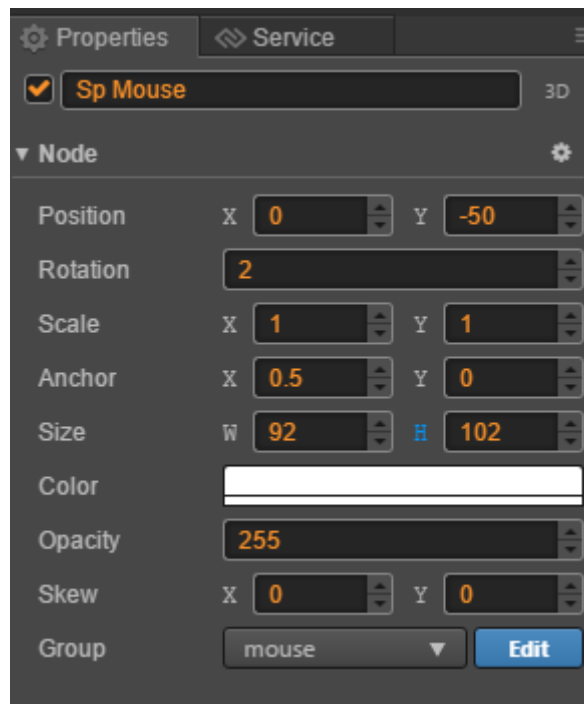 Properties Service
Sp Mouse 3D
Node
Position X 0 Y -50
Rotation 2
Scale X 1 Y 1
Anchor X 0.5 Y 0
Size W 92 H 102
Color
Opacity 255
Skew X 0 Y 0
Group mouse Edit